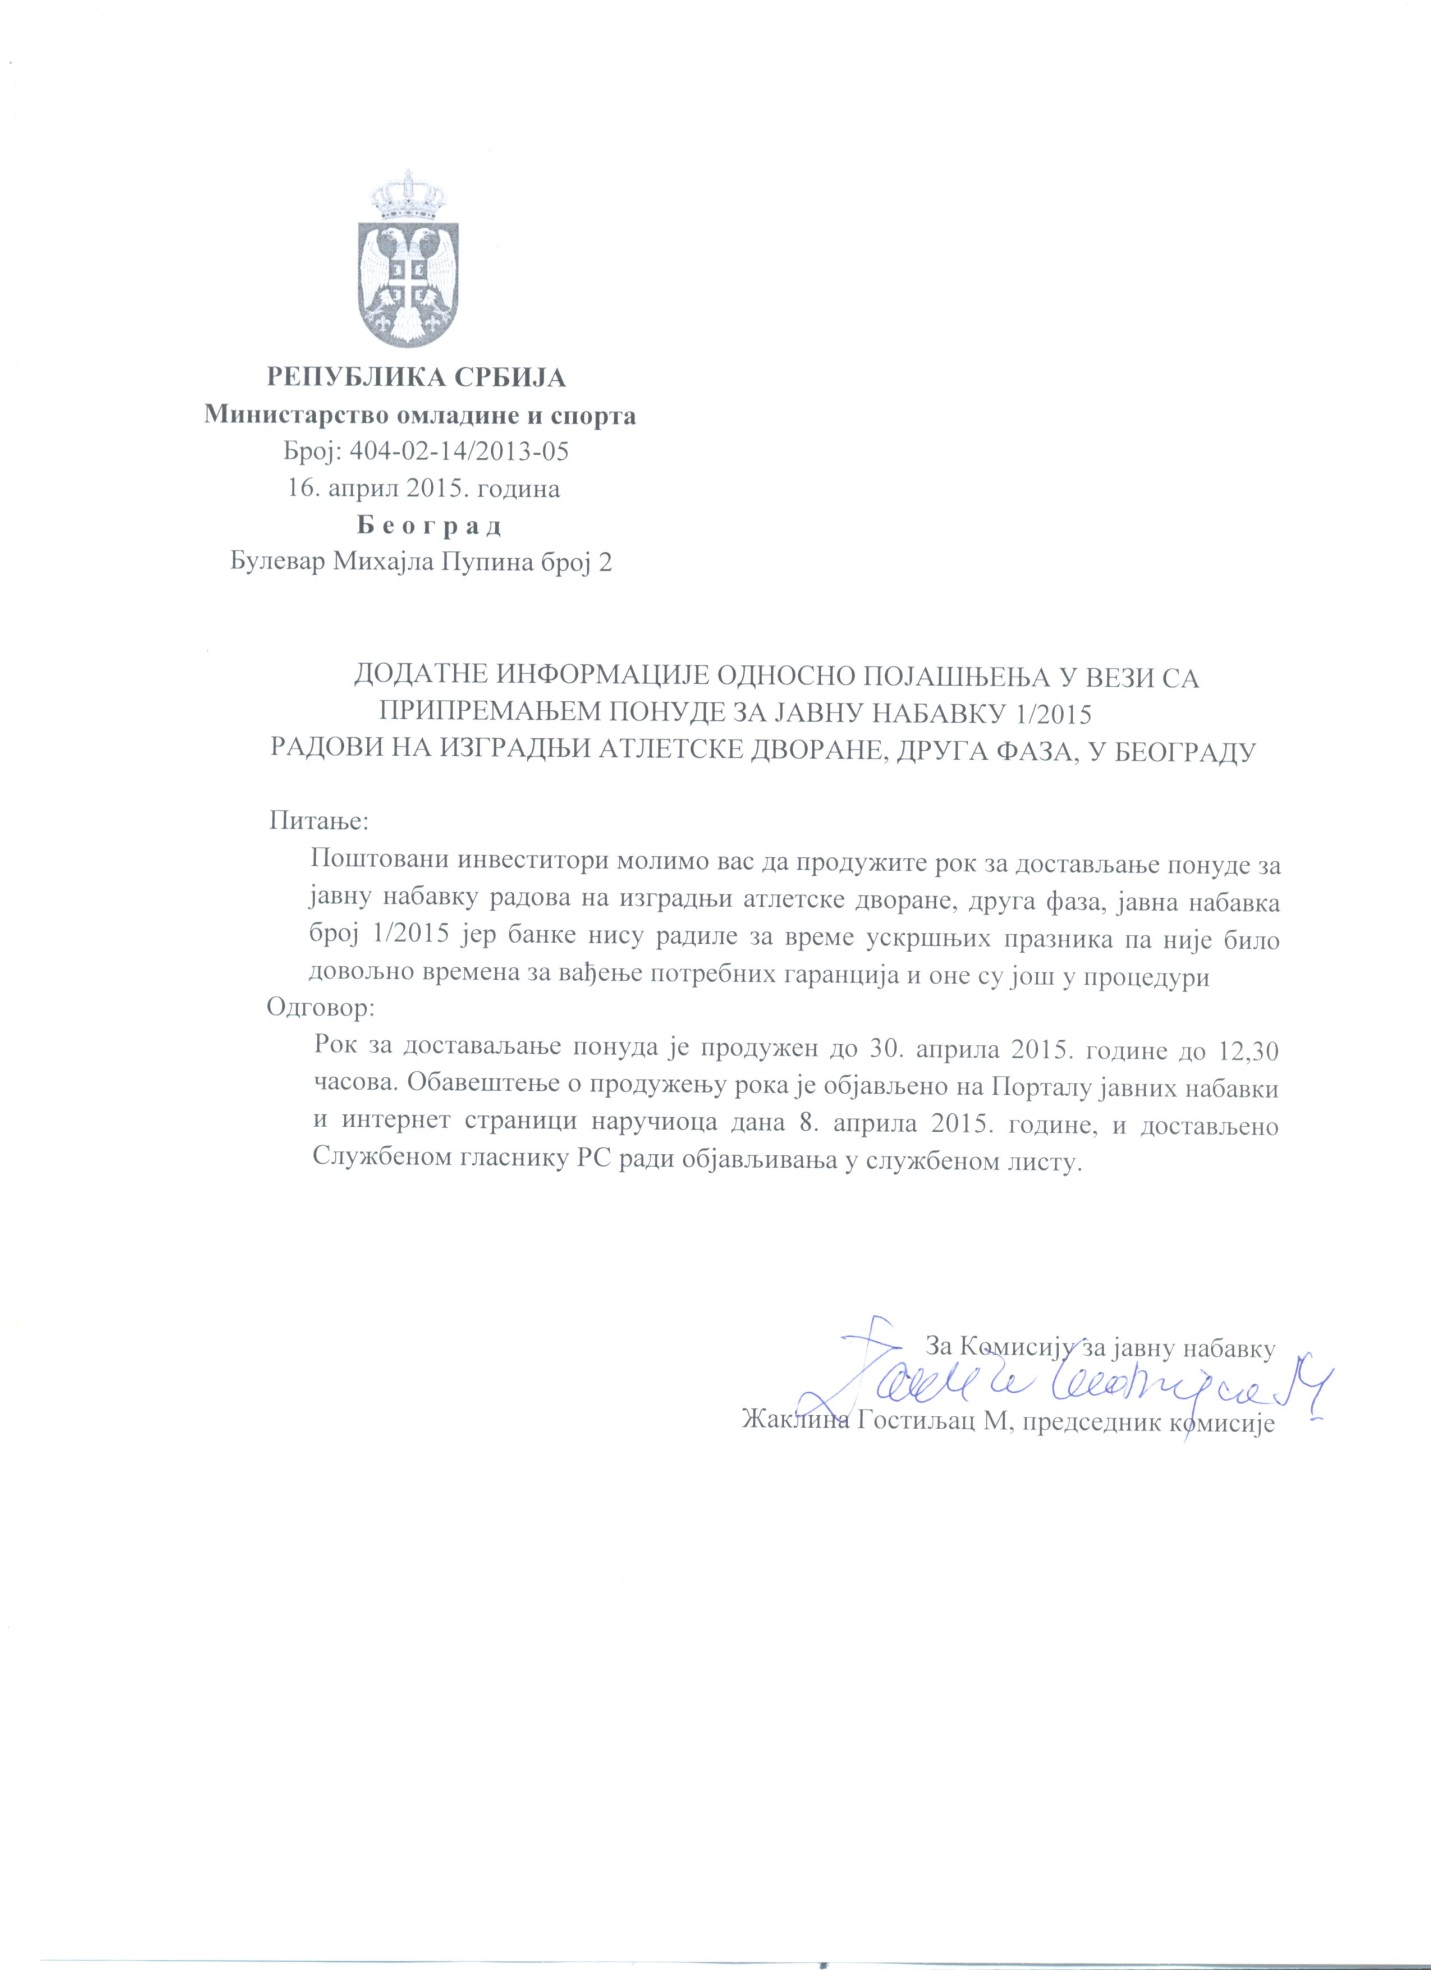 РЕПУБЛИКА СРБИЈА
Министарство омладине и спорта
Број: 404-02-14/2013-05
16. април 2015. година
Б е о г р а д
Булевар Михајла Пупина број 2
ДОДАТНЕ ИНФОРМАЦИЈЕ ОДНОСНО ПОЈАШЊЕЊА У ВЕЗИ СА
ПРИПРЕМАЊЕМ ПОНУДЕ ЗА ЈАВНУ НАБАВКУ 1/2015
РАДОВИ НА ИЗГРАДЊИ АТЛЕТСКЕ ДВОРАНЕ, ДРУГА ФАЗА, У БЕОГРАДУ
Питање:
Поштовани инвеститори молимо вас да продужите рок за достављање понуде за
јавну набавку радова на изградњи атлетске дворане, друга фаза, јавна набавка
број 1/2015 јер банке нису радиле за време ускршњих празника па није било
довољно времена за вађење потребних гаранција и оне су још у процедури
Одговор:
Рок за доставаљање понуда је продужен до 30. априла 2015. године до 12,30
часова. Обавештење о продужењу рока је објављено на Порталу јавних набавки
и интернет страници наручиоца дана 8. априла 2015. године, и достављено
Службеном гласнику РС ради објављивања у службеном листу.
За Комисију за јавну набавку
Жаклина Гостиљац М, председник комисије